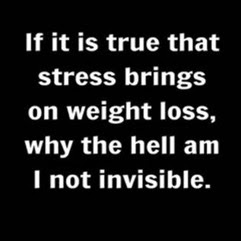 If it is true that
stress brings
on weight loss,
why the hell am
I not invisible.